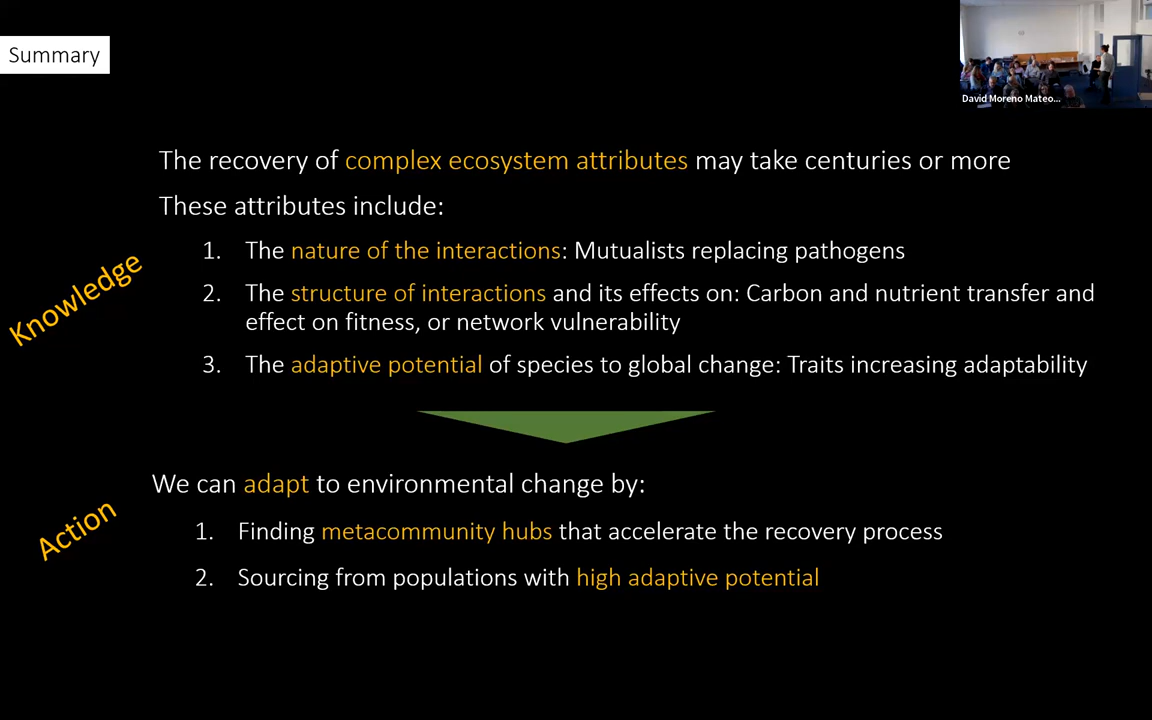 Summary
David Moreno Mateo...
The recovery of complex ecosystem attributes may take centuries or more
These attributes include:
1. The nature of the interactions: Mutualists replacing pathogens
Knowledge
2. The structure of interactions and its effects on: Carbon and nutrient transfer and
effect on fitness, or network vulnerability
3. The adaptive potential of species to global change: Traits increasing adaptability
We can adapt to environmental change by:
Action
1. Finding metacommunity hubs that accelerate the recovery process
2. Sourcing from populations with high adaptive potential